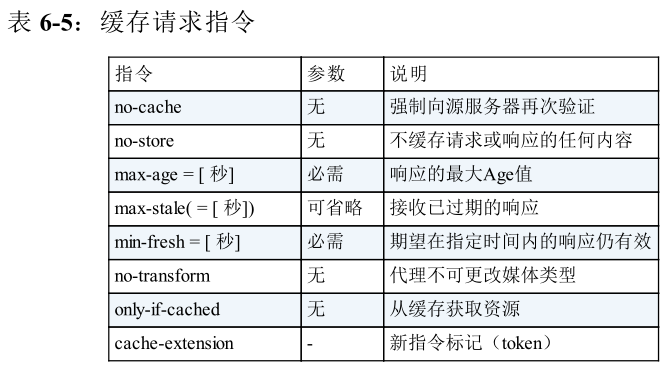 表 6-5：缓存请求指令
指令 参数 说明
no-cache 无 强制向源服务器再次验证
no-store 无 不缓存请求或响应的任何内容
max-age = [ 秒] 必需 响应的最大Age值
max-stale( = [ 秒]) 可省略 接收已过期的响应
min-fresh = [ 秒] 必需 期望在指定时间内的响应仍有效
no-transform 无 代理不可更改媒体类型
only-if-cached 无 从缓存获取资源
cache-extension - 新指令标记（token）